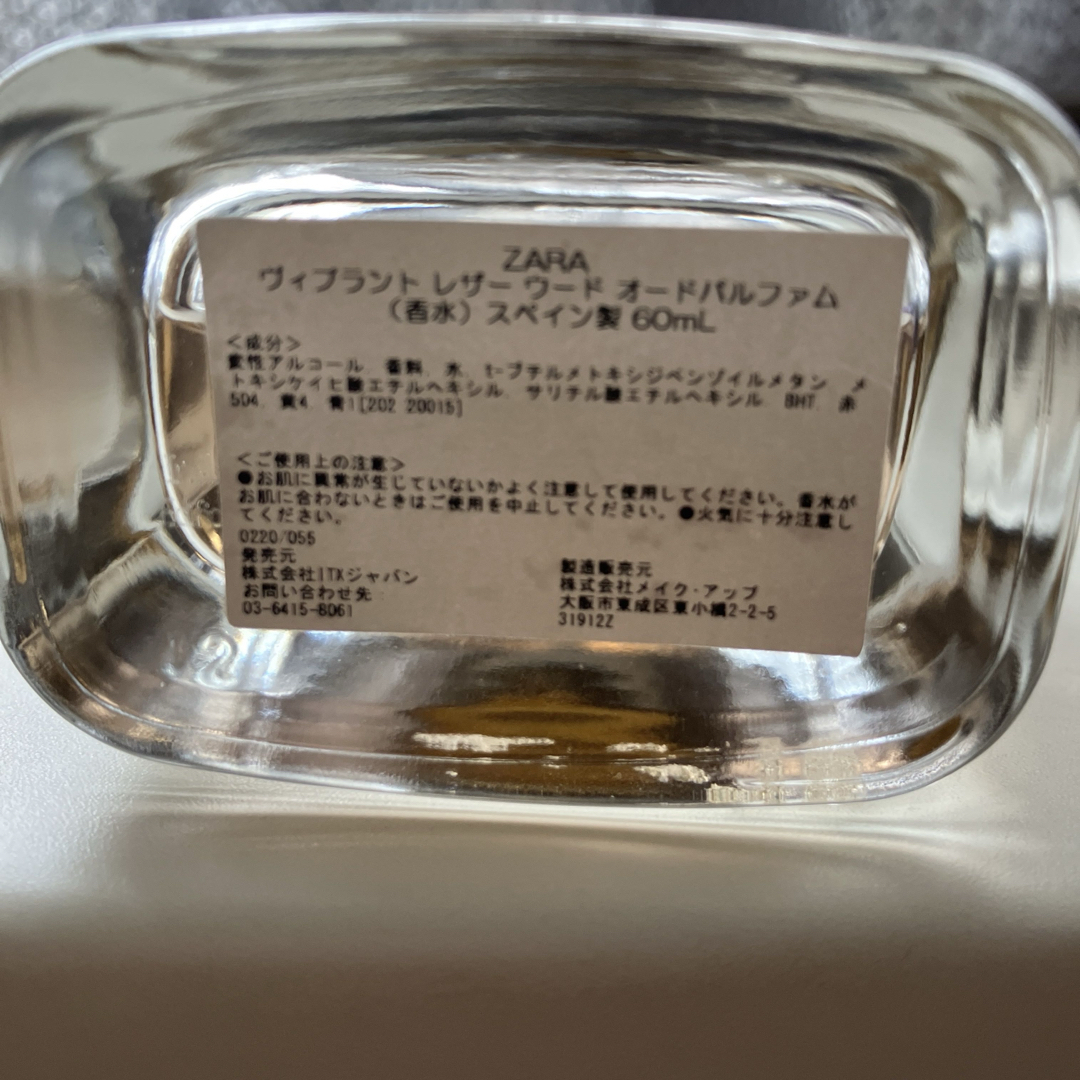 ZARA
ヴィブラント レザー ウード オードパルファム
（香水）スペイン製 60mL
＜成分＞
変性アルコール、香料、水、t-ブチルメトキシジベンゾイルメタン、メ
トキシケイヒ酸エチルヘキシル、サリチル酸エチルヘキシル、BHT、赤
504、黄4、青1[202 20015]
＜ご使用上の注意＞
●お肌に異常が生じていないかよく注意して使用してください。香水が
お肌に合わないときはご使用を中止してください。●火気に十分注意し
てください。
0220/055
発売元
株式会社ITXジャパン
お問い合わせ先
03-6415-8061
製造販売元
株式会社メイク・アップ
大阪市東成区東小橋2-2-5
31912Z